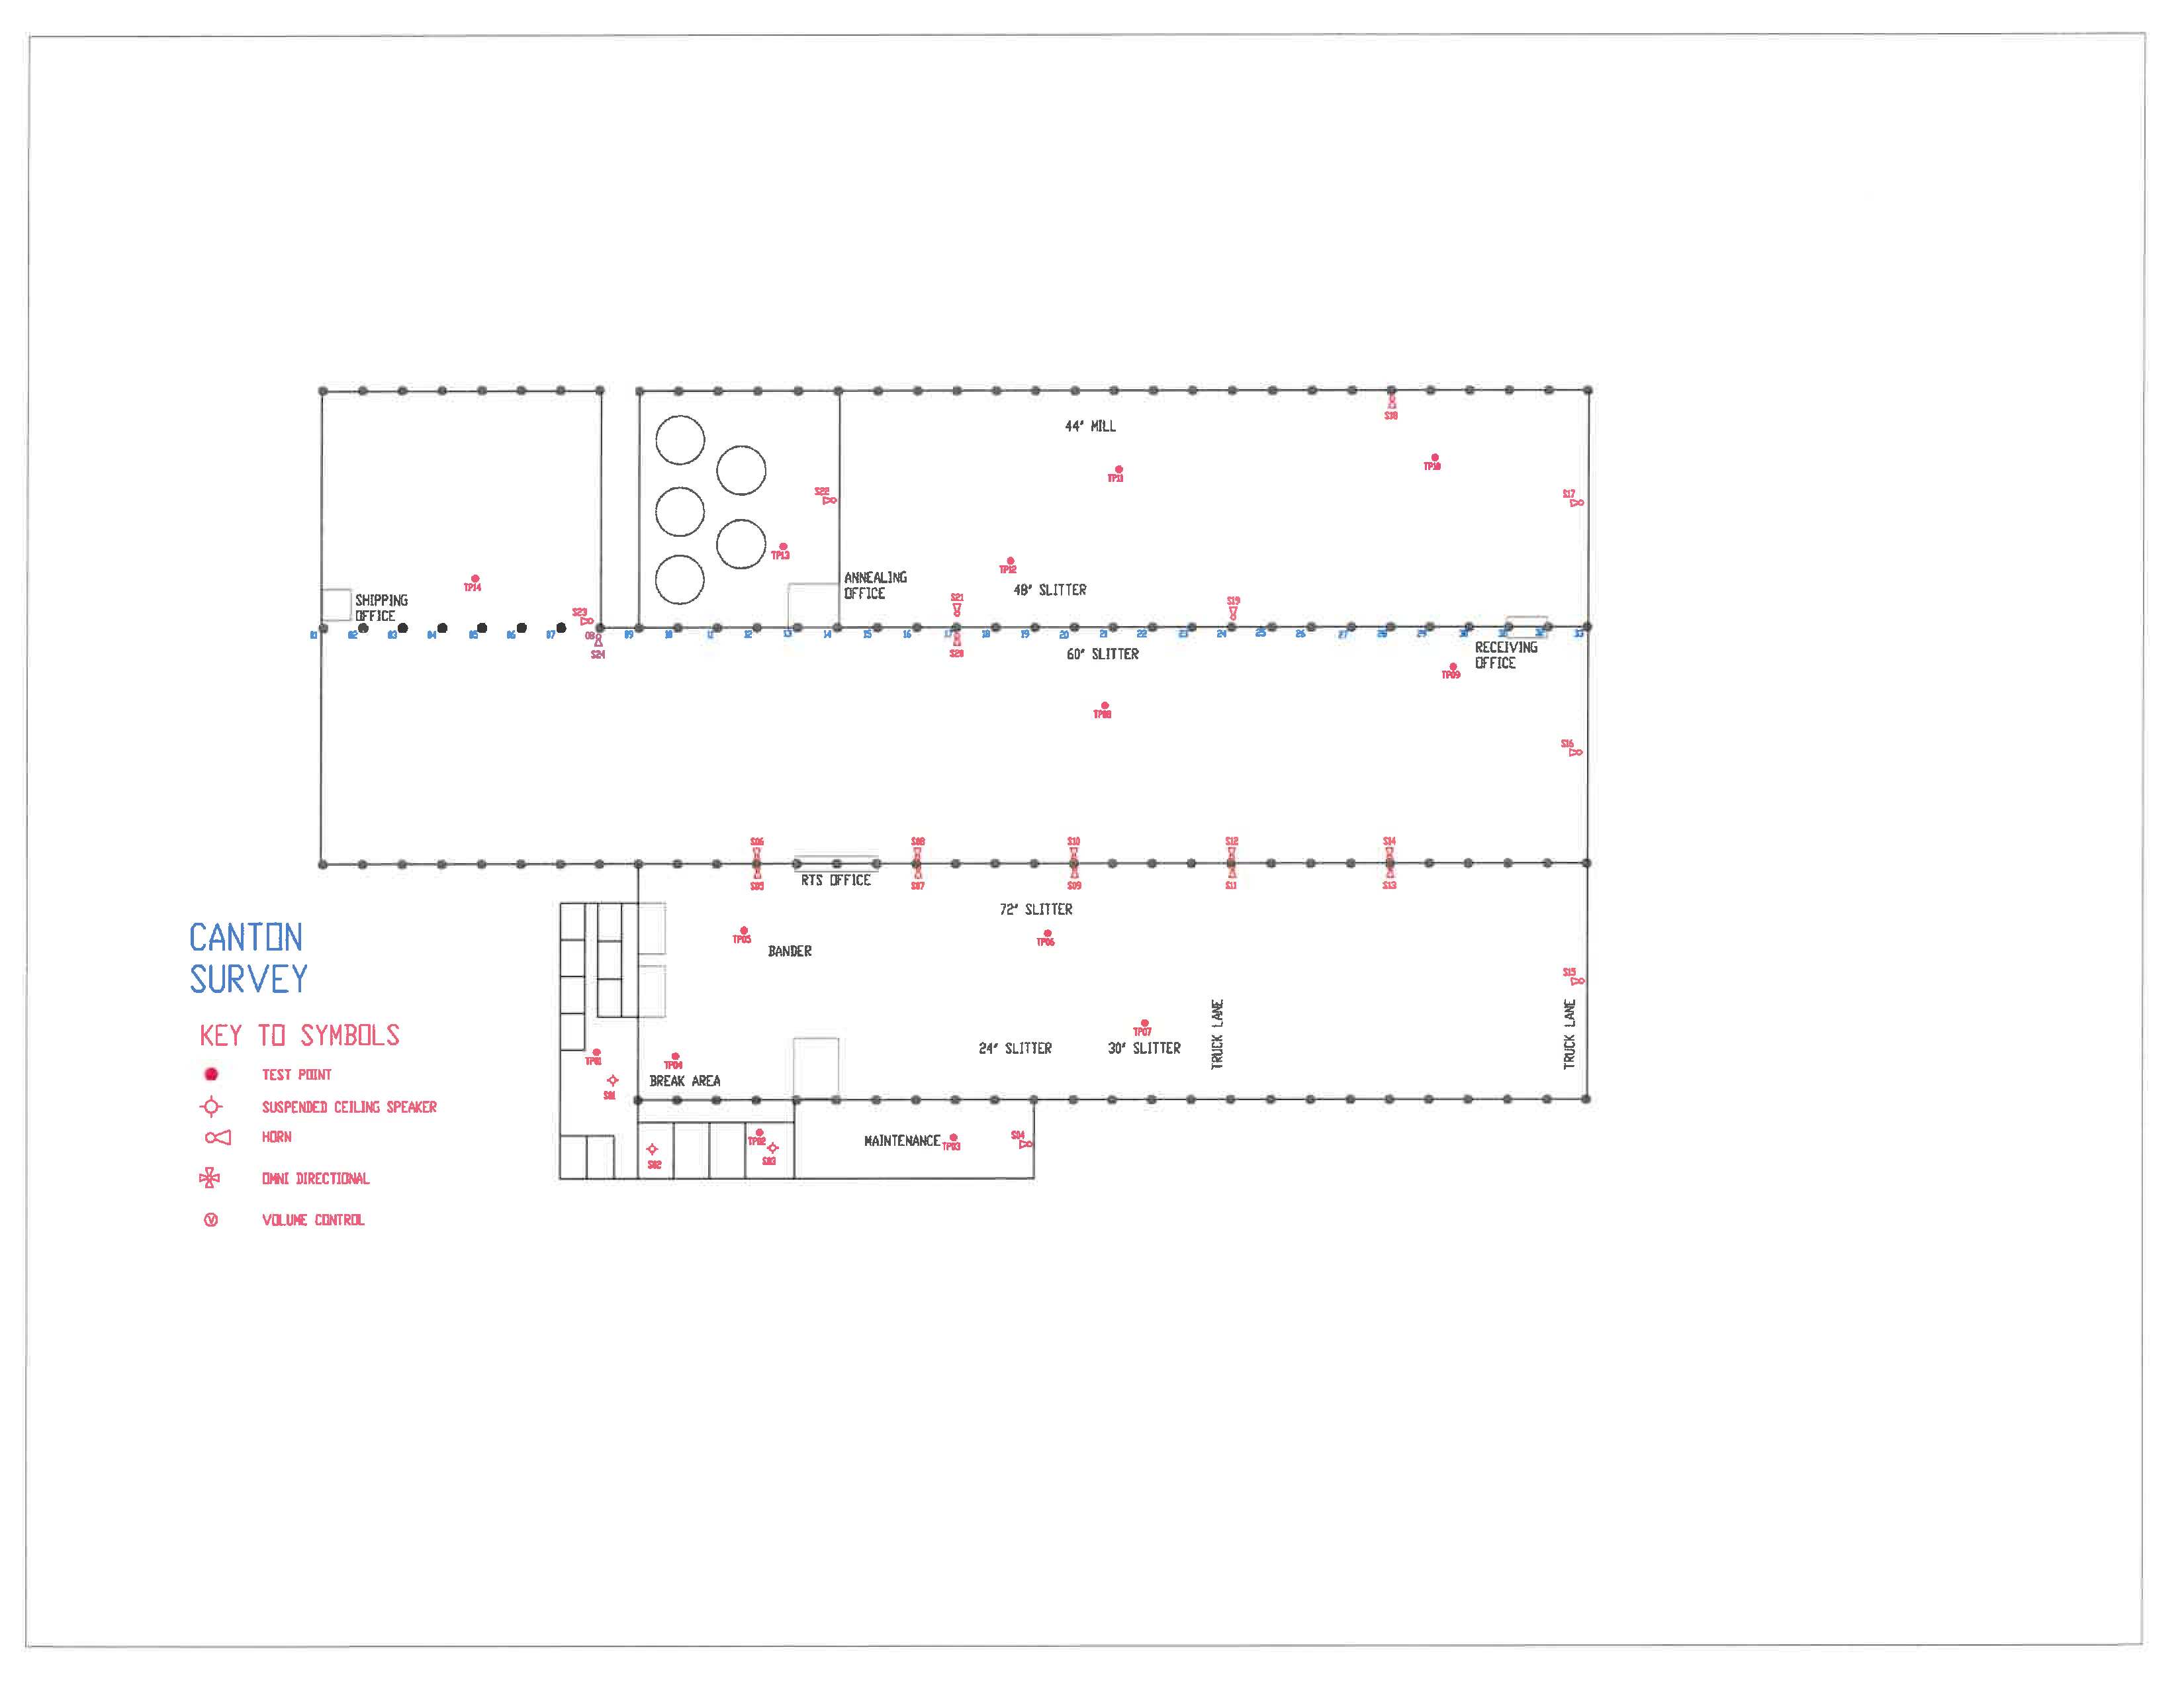 S18
44" MILL
TP10
TP11
S22
S17
TP13
TP12
ANNEALING
OFFICE
48" SLITTER
TP14
SHIPPING
OFFICE
S23
S21
S19
01 02 03 04 05 06 07 08 09 10 11 12 13 14 15 16 17 18 19 20 21 22 23 24 25 26 27 28 29 30 31 32 33
S24
S20
60" SLITTER
RECEIVING
OFFICE
TP09
TP08
S16
S06
S08
S10
S12
S14
S05
RTS OFFICE
S07
S09
S11
S13
72" SLITTER
CANTON
SURVEY
TP05
BANDER
TP06
S15
TRUCK LANE
TRUCK LANE
TP07
24" SLITTER
30" SLITTER
KEY TO SYMBOLS
TEST POINT
SUSPENDED CEILING SPEAKER
HORN
OMNI DIRECTIONAL
V
VOLUME CONTROL
TP01
TP04
BREAK AREA
S01
TP02
S02
S03
MAINTENANCE
TP03
S04